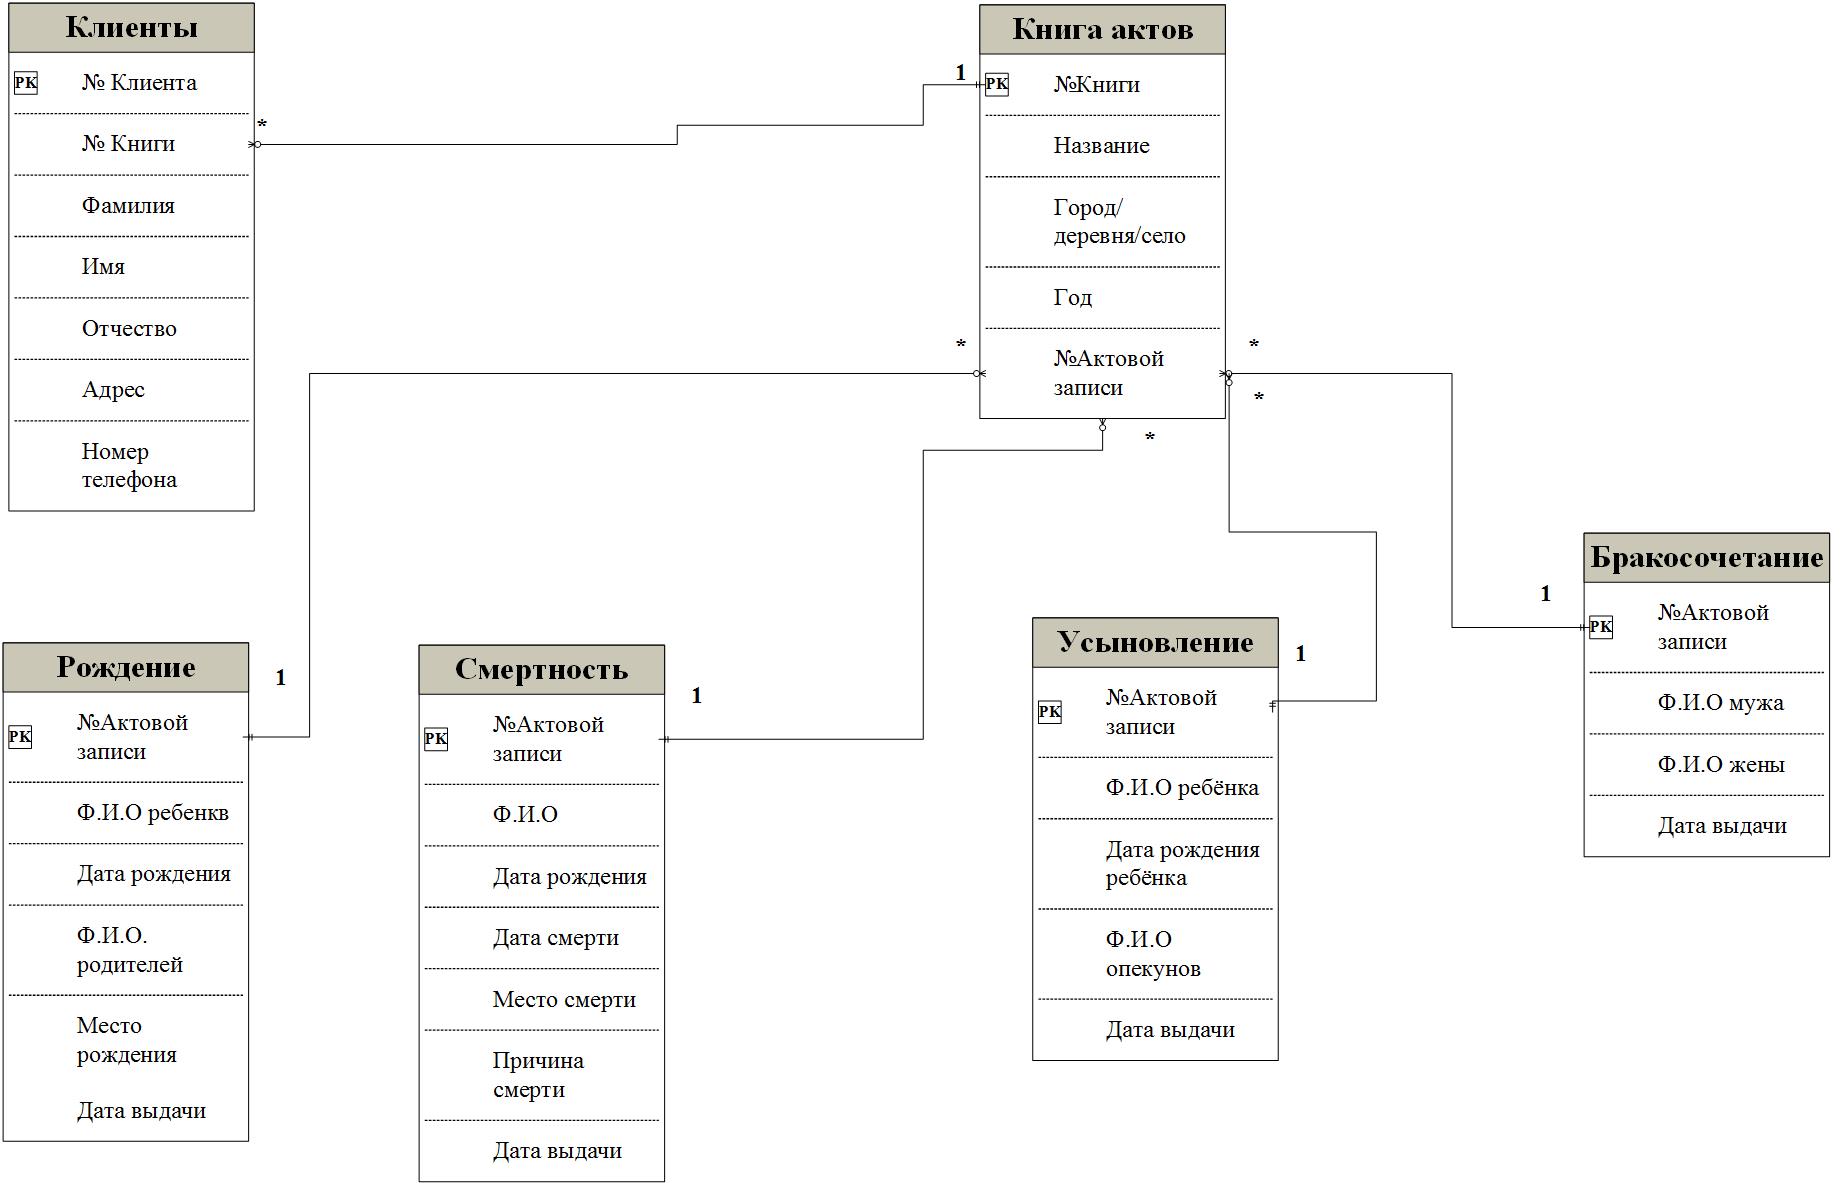 Клиенты
PK № Клиента
№ Книги
*
Фамилия
Имя
Отчество
Адрес
Номер
телефона
Книга актов
1
PK №Книги
Название
Город/
деревня/село
Год
№Актовой
записи
*
*
*
*
Рождение
1
PK
№Актовой
записи
Ф.И.О ребенкв
Дата рождения
Ф.И.О.
родителей
Место
рождения
Дата выдачи
Смертность
1
PK
№Актовой
записи
Ф.И.О
Дата рождения
Дата смерти
Место смерти
Причина
смерти
Дата выдачи
Усыновление
1
PK
№Актовой
записи
Ф.И.О ребёнка
Дата рождения
ребёнка
Ф.И.О
опекунов
Дата выдачи
Бракосочетание
1
PK
№Актовой
записи
Ф.И.О мужа
Ф.И.О жены
Дата выдачи